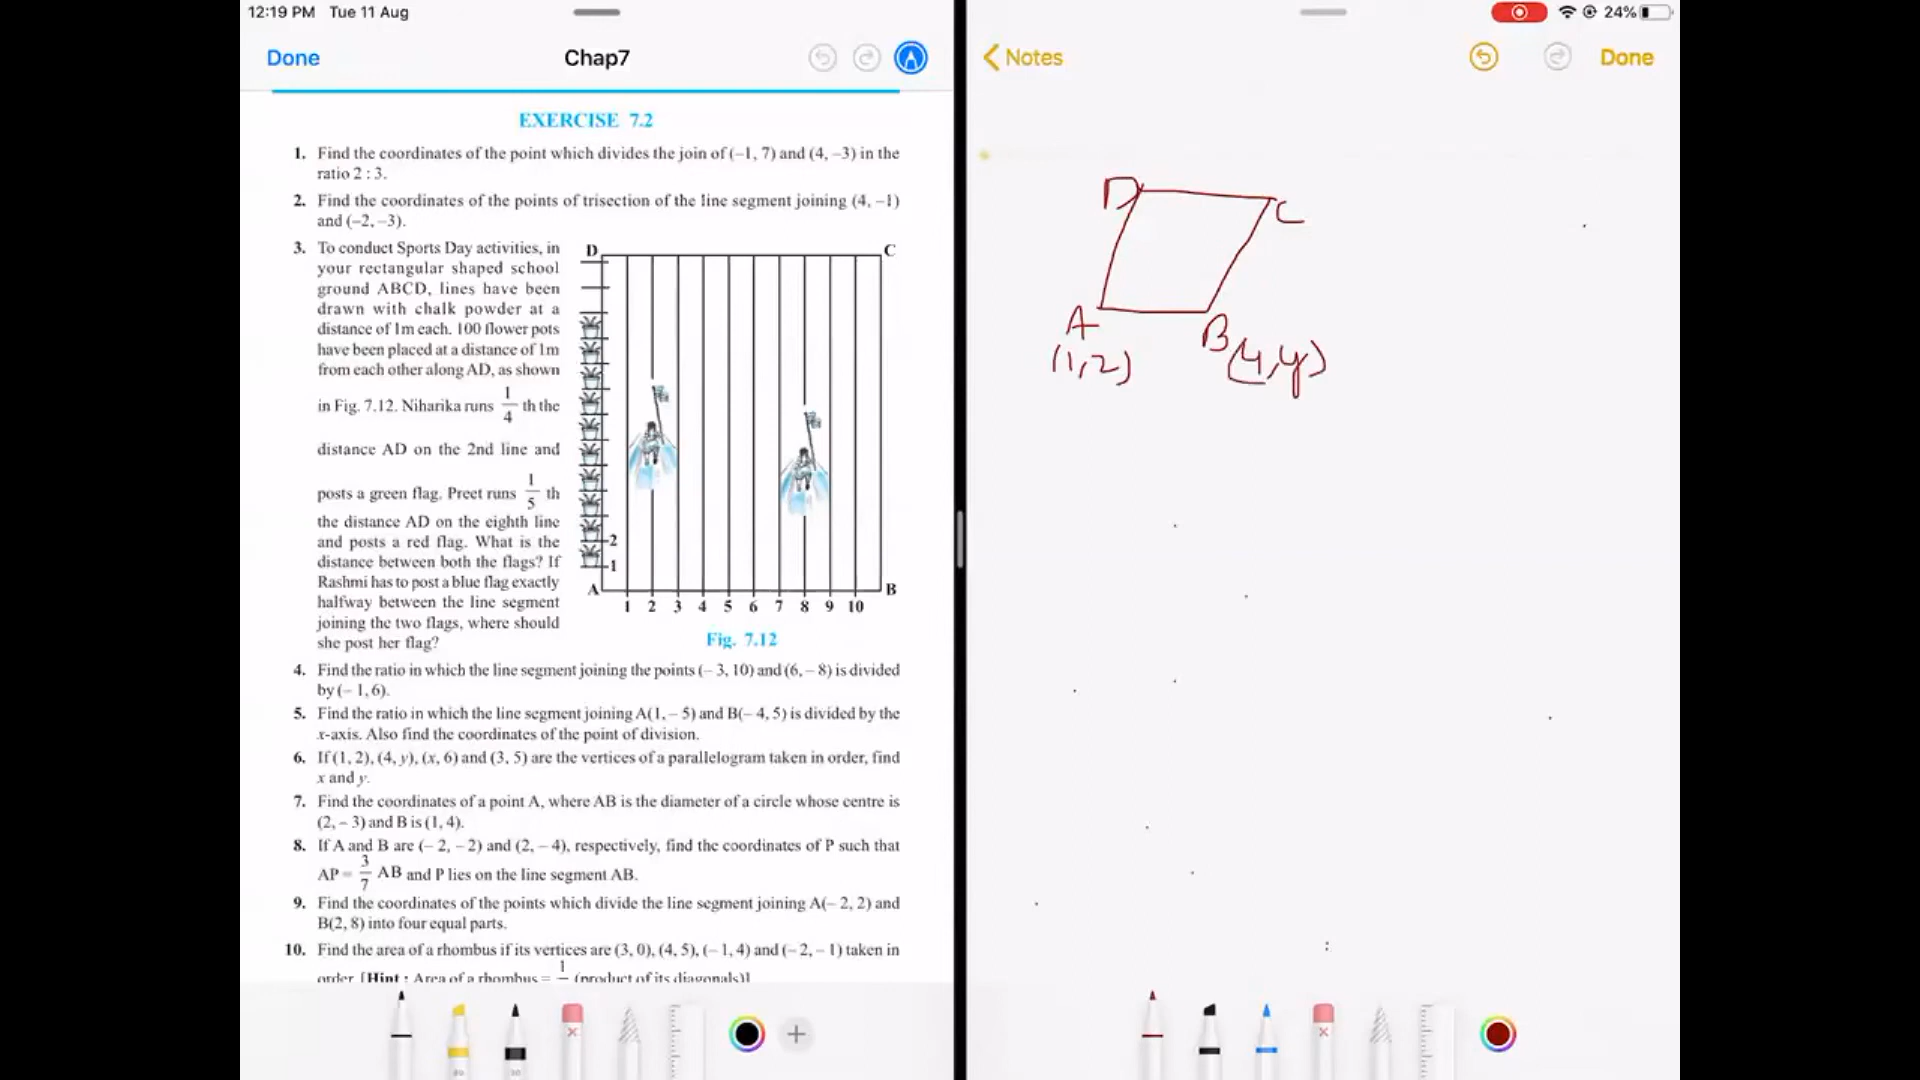 12:19 PM Tue 11 Aug
24%
Done
Chap7
Notes
Done
EXERCISE 7.2
1. Find the coordinates of the point which divides the join of (–1, 7) and (4, –3) in the
ratio 2 : 3.
2. Find the coordinates of the points of trisection of the line segment joining (4, –1)
and (–2, –3).
3. To conduct Sports Day activities, in
your rectangular shaped school
ground ABCD, lines have been
drawn with chalk powder at a
distance of 1m each. 100 flower pots
have been placed at a distance of 1m
from each other along AD, as shown
in Fig. 7.12. Niharika runs 1/4 th the
distance AD on the 2nd line and
posts a green flag. Preet runs 1/5 th
the distance AD on the eighth line
and posts a red flag. What is the
distance between both the flags? If
Rashmi has to post a blue flag exactly
halfway between the line segment
joining the two flags, where should
she post her flag?
D C
2
1
A B
1 2 3 4 5 6 7 8 9 10
Fig. 7.12
4. Find the ratio in which the line segment joining the points (– 3, 10) and (6, – 8) is divided
by (– 1, 6).
5. Find the ratio in which the line segment joining A(1, – 5) and B(– 4, 5) is divided by the
x-axis. Also find the coordinates of the point of division.
6. If (1, 2), (4, y), (x, 6) and (3, 5) are the vertices of a parallelogram taken in order, find
x and y.
7. Find the coordinates of a point A, where AB is the diameter of a circle whose centre is
(2, – 3) and B is (1, 4).
8. If A and B are (– 2, – 2) and (2, – 4), respectively, find the coordinates of P such that
AP = 3/7 AB and P lies on the line segment AB.
9. Find the coordinates of the points which divide the line segment joining A(– 2, 2) and
B(2, 8) into four equal parts.
10. Find the area of a rhombus if its vertices are (3, 0), (4, 5), (– 1, 4) and (– 2, – 1) taken in
order. [Hint : Area of a rhombus = 1 (product of its diagonals)]
D C
A B
(1,2) (4,y)